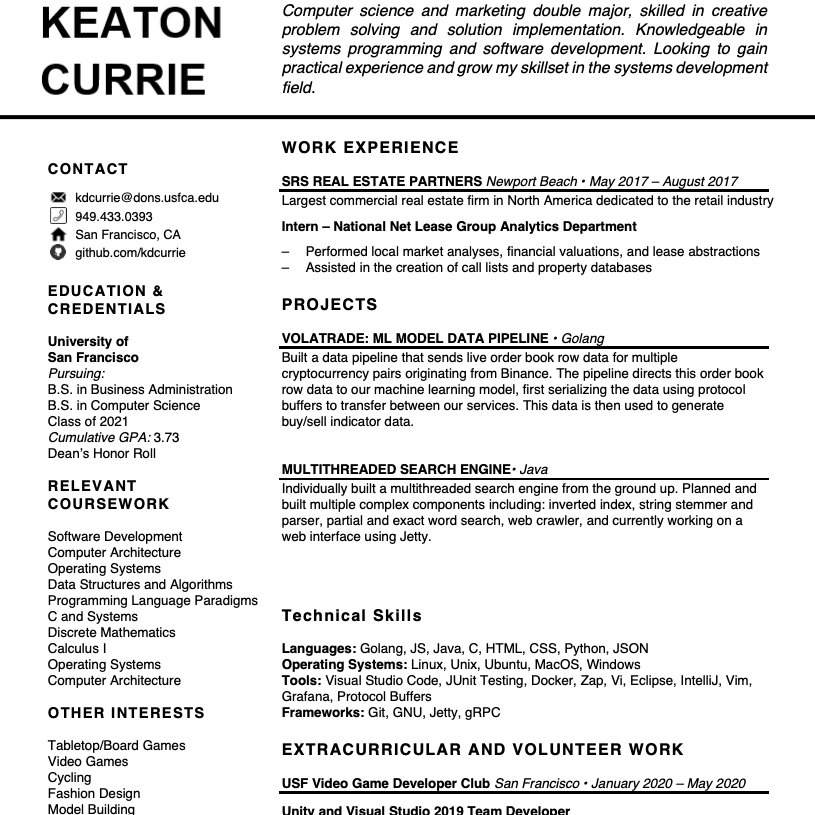 KEATON
CURRIE
Computer science and marketing double major, skilled in creative
problem solving and solution implementation. Knowledgeable in
systems programming and software development. Looking to gain
practical experience and grow my skillset in the systems development
field.
CONTACT
kdcurrie@dons.usfca.edu
949.433.0393
San Francisco, CA
github.com/kdcurrie
EDUCATION &
CREDENTIALS
University of
San Francisco
Pursuing:
B.S. in Business Administration
B.S. in Computer Science
Class of 2021
Cumulative GPA: 3.73
Dean's Honor Roll
RELEVANT
COURSEWORK
Software Development
Computer Architecture
Operating Systems
Data Structures and Algorithms
Programming Language Paradigms
C and Systems
Discrete Mathematics
Calculus I
Operating Systems
Computer Architecture
OTHER INTERESTS
Tabletop/Board Games
Video Games
Cycling
Fashion Design
Model Building
WORK EXPERIENCE
SRS REAL ESTATE PARTNERS Newport Beach • May 2017 – August 2017
Largest commercial real estate firm in North America dedicated to the retail industry
Intern – National Net Lease Group Analytics Department
– Performed local market analyses, financial valuations, and lease abstractions
– Assisted in the creation of call lists and property databases
PROJECTS
VOLATRADE: ML MODEL DATA PIPELINE • Golang
Built a data pipeline that sends live order book row data for multiple
cryptocurrency pairs originating from Binance. The pipeline directs this order book
row data to our machine learning model, first serializing the data using protocol
buffers to transfer between our services. This data is then used to generate
buy/sell indicator data.
MULTITHREADED SEARCH ENGINE• Java
Individually built a multithreaded search engine from the ground up. Planned and
built multiple complex components including: inverted index, string stemmer and
parser, partial and exact word search, web crawler, and currently working on a
web interface using Jetty.
Technical Skills
Languages: Golang, JS, Java, C, HTML, CSS, Python, JSON
Operating Systems: Linux, Unix, Ubuntu, MacOS, Windows
Tools: Visual Studio Code, JUnit Testing, Docker, Zap, Vi, Eclipse, IntelliJ, Vim,
Grafana, Protocol Buffers
Frameworks: Git, GNU, Jetty, gRPC
EXTRACURRICULAR AND VOLUNTEER WORK
USF Video Game Developer Club San Francisco • January 2020 – May 2020
Unity and Visual Studio 2019 Team Developer